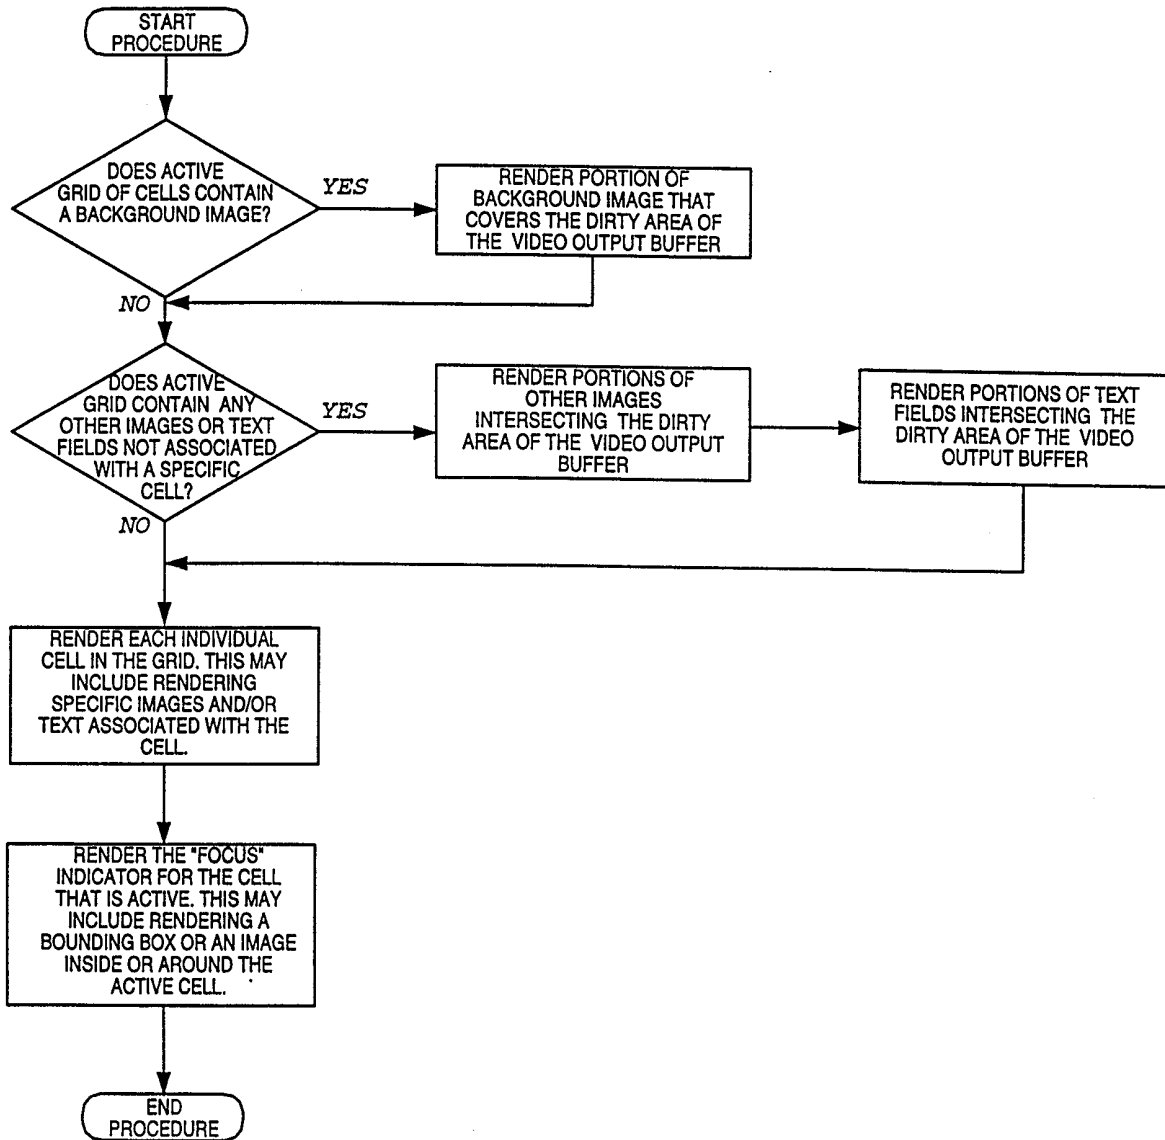 START
PROCEDURE
DOES ACTIVE
GRID OF CELLS CONTAIN
A BACKGROUND IMAGE?
YES
RENDER PORTION OF
BACKGROUND IMAGE THAT
COVERS THE DIRTY AREA OF
THE VIDEO OUTPUT BUFFER
NO
DOES ACTIVE
GRID CONTAIN ANY
OTHER IMAGES OR TEXT
FIELDS NOT ASSOCIATED
WITH A SPECIFIC
CELL?
YES
RENDER PORTIONS OF
OTHER IMAGES
INTERSECTING THE DIRTY
AREA OF THE VIDEO OUTPUT
BUFFER
RENDER PORTIONS OF TEXT
FIELDS INTERSECTING THE
DIRTY AREA OF THE VIDEO
OUTPUT BUFFER
NO
RENDER EACH INDIVIDUAL
CELL IN THE GRID. THIS MAY
INCLUDE RENDERING
SPECIFIC IMAGES AND/OR
TEXT ASSOCIATED WITH THE
CELL.
RENDER THE "FOCUS"
INDICATOR FOR THE CELL
THAT IS ACTIVE. THIS MAY
INCLUDE RENDERING A
BOUNDING BOX OR AN IMAGE
INSIDE OR AROUND THE
ACTIVE CELL.
END
PROCEDURE